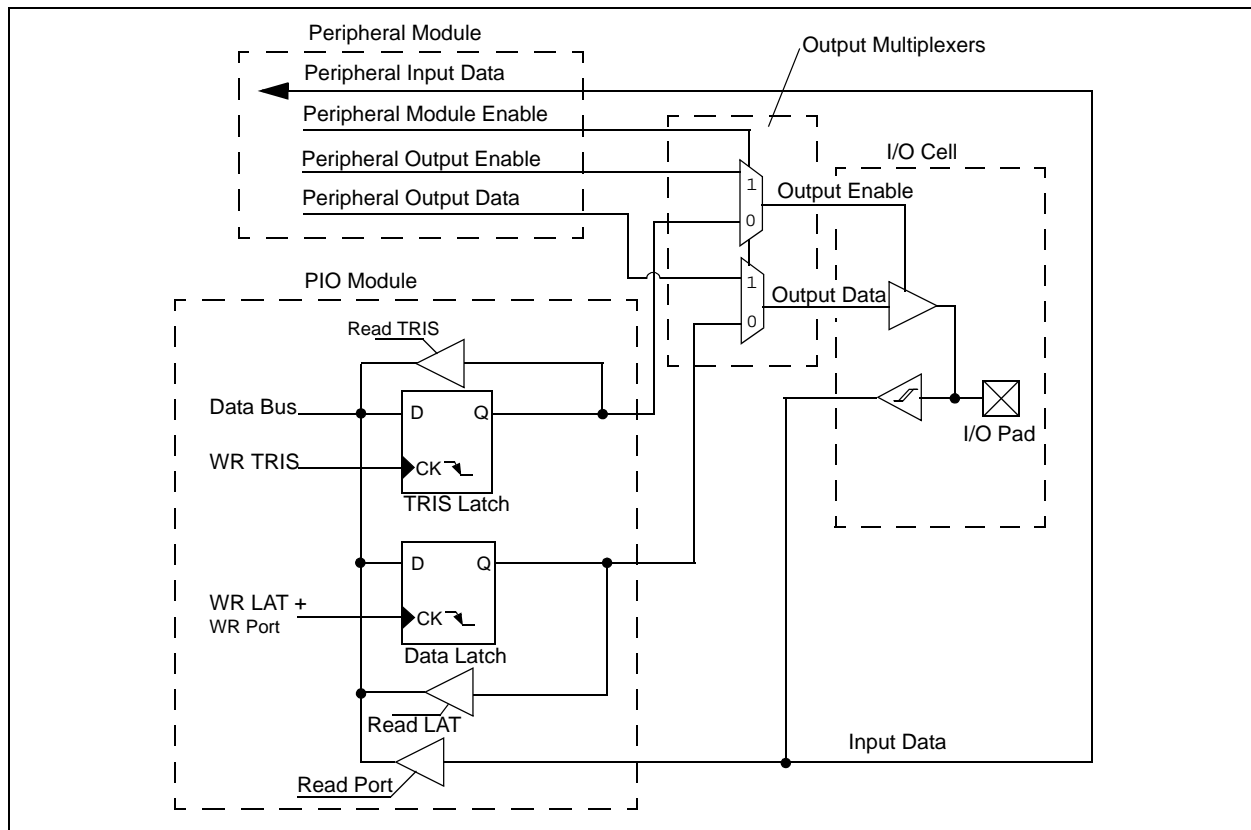 Peripheral Module
Output Multiplexers
Peripheral Input Data
Peripheral Module Enable
Peripheral Output Enable
Peripheral Output Data
1
0
Output Enable
I/O Cell
1
0
Output Data
I/O Pad
PIO Module
Read TRIS
Data Bus
D
Q
WR TRIS
CK
TRIS Latch
D
Q
WR LAT +
WR Port
CK
Data Latch
Read LAT
Read Port
Input Data